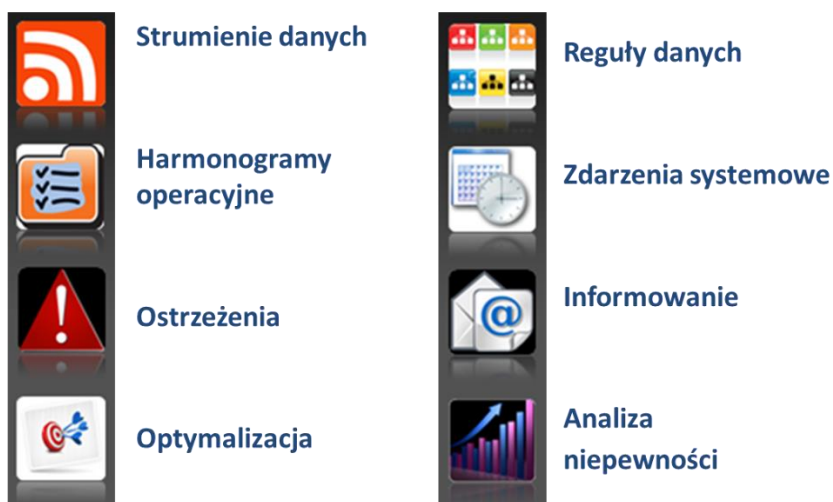 Strumienie danych
Harmonogramy
operacyjne
Ostrzeżenia
Optymalizacja
Reguły danych
Zdarzenia systemowe
Informowanie
@
Analiza
niepewności